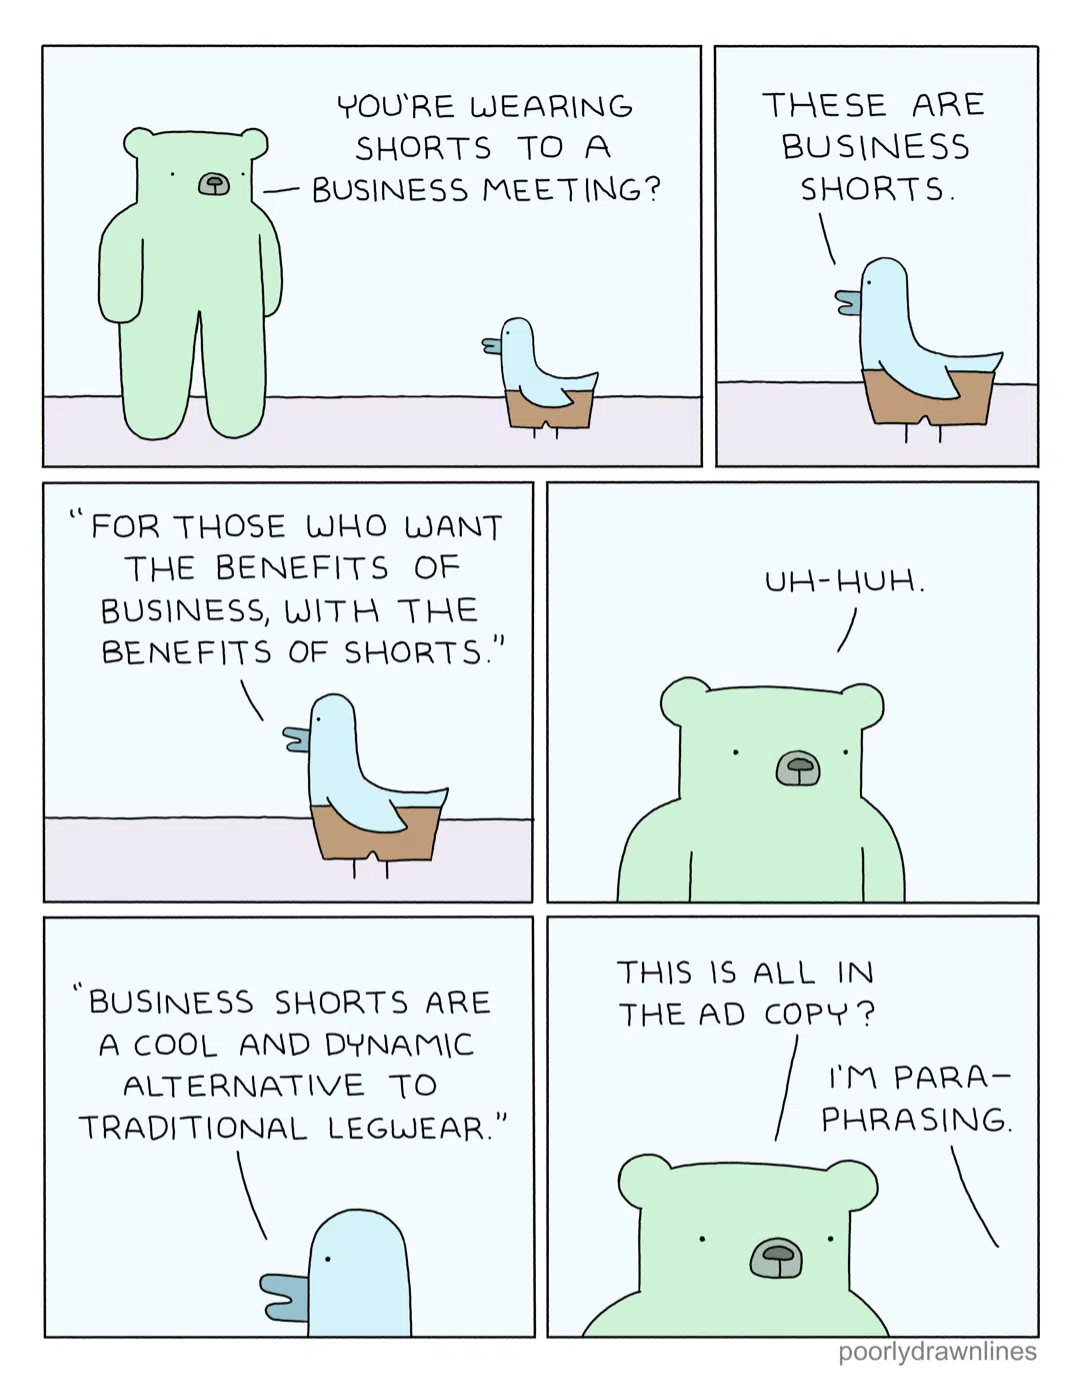 YOU'RE WEARING
SHORTS TO A
BUSINESS MEETING?
THESE ARE
BUSINESS
SHORTS.
"FOR THOSE WHO WANT
THE BENEFITS OF
BUSINESS, WITH THE
BENEFITS OF SHORTS."
UH-HUH.
"BUSINESS SHORTS ARE
A COOL AND DYNAMIC
ALTERNATIVE TO
TRADITIONAL LEGWEAR."
THIS IS ALL IN
THE AD COPY?
I'M PARA-
PHRASING.
poorlydrawnlines